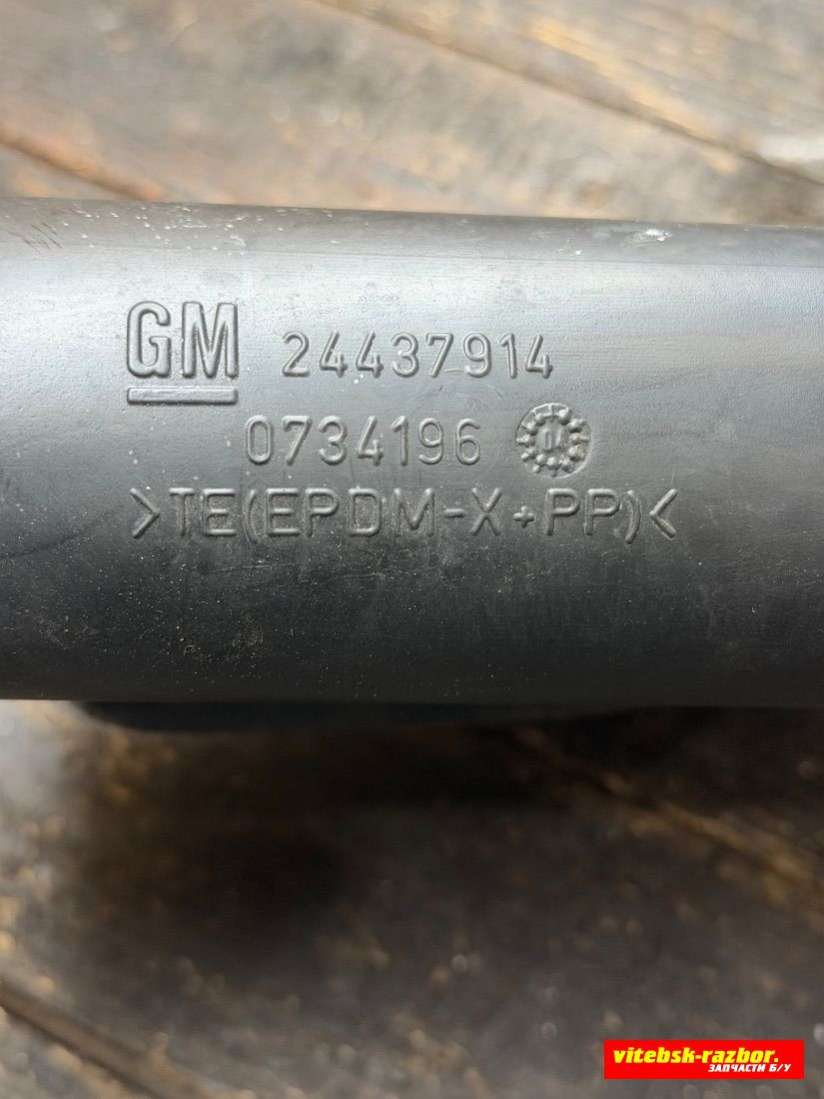 GM 24437914
0734196
>TE(EPDM-X+PP)<
vitebsk-razbor.
ЗАПЧАСТИ Б/У